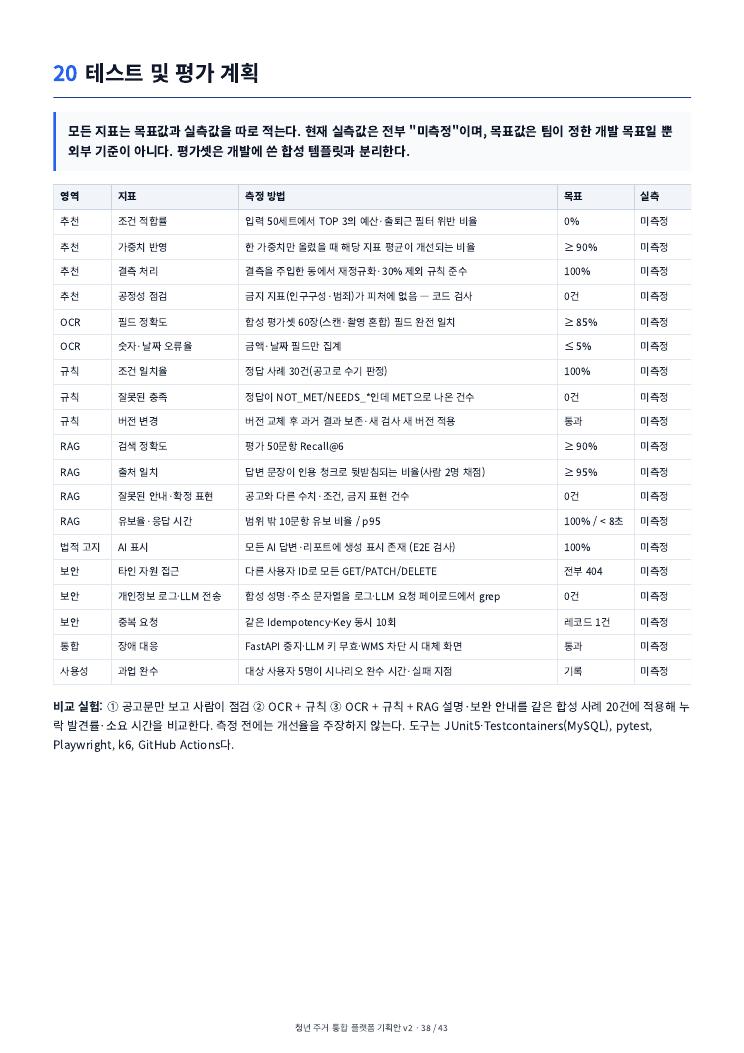 20 테스트 및 평가 계획
모든 지표는 목표값과 실측값을 따로 적는다. 현재 실측값은 전부 "미측정"이며, 목표값은 팀이 정한 개발 목표일 뿐
외부 기준이 아니다. 평가셋은 개발에 쓴 합성 템플릿과 분리한다.
영역 지표 측정 방법 목표 실측
추천 조건 적합률 입력 50세트에서 TOP 3의 예산·출퇴근 필터 위반 비율 0% 미측정
추천 가중치 반영 한 가중치만 올렸을 때 해당 지표 평균이 개선되는 비율 ≥ 90% 미측정
추천 결측 처리 결측을 주입한 동에서 재정규화·30% 제외 규칙 준수 100% 미측정
추천 공정성 점검 금지 지표(인구구성·범죄)가 피처에 없음 — 코드 검사 0건 미측정
OCR 필드 정확도 합성 평가셋 60장(스캔·촬영 혼합) 필드 완전 일치 ≥ 85% 미측정
OCR 숫자·날짜 오류율 금액·날짜 필드만 집계 ≤ 5% 미측정
규칙 조건 일치율 정답 사례 30건(공고로 수기 판정) 100% 미측정
규칙 잘못된 충족 정답이 NOT_MET/NEEDS_*인데 MET으로 나온 건수 0건 미측정
규칙 버전 변경 버전 교체 후 과거 결과 보존·새 검사 새 버전 적용 통과 미측정
RAG 검색 정확도 평가 50문항 Recall@6 ≥ 90% 미측정
RAG 출처 일치 답변 문장이 인용 청크로 뒷받침되는 비율(사람 2명 채점) ≥ 95% 미측정
RAG 잘못된 안내·확정 표현 공고와 다른 수치·조건, 금지 표현 건수 0건 미측정
RAG 유보율·응답 시간 범위 밖 10문항 유보 비율 / p95 100% / < 8초 미측정
법적 고지 AI 표시 모든 AI 답변·리포트에 생성 표시 존재 (E2E 검사) 100% 미측정
보안 타인 자원 접근 다른 사용자 ID로 모든 GET/PATCH/DELETE 전부 404 미측정
보안 개인정보 로그·LLM 전송 합성 성명·주소 문자열을 로그·LLM 요청 페이로드에서 grep 0건 미측정
보안 중복 요청 같은 Idempotency-Key 동시 10회 레코드 1건 미측정
통합 장애 대응 FastAPI 중지·LLM 키 무효·WMS 차단 시 대체 화면 통과 미측정
사용성 과업 완수 대상 사용자 5명이 시나리오 완수 시간·실패 지점 기록 미측정
비교 실험: ① 공고문만 보고 사람이 점검 ② OCR + 규칙 ③ OCR + 규칙 + RAG 설명·보완 안내를 같은 합성 사례 20건에 적용해 누
락 발견률·소요 시간을 비교한다. 측정 전에는 개선율을 주장하지 않는다. 도구는 JUnit5·Testcontainers(MySQL), pytest,
Playwright, k6, GitHub Actions다.
청년 주거 통합 플랫폼 기획안 v2 · 38 / 43